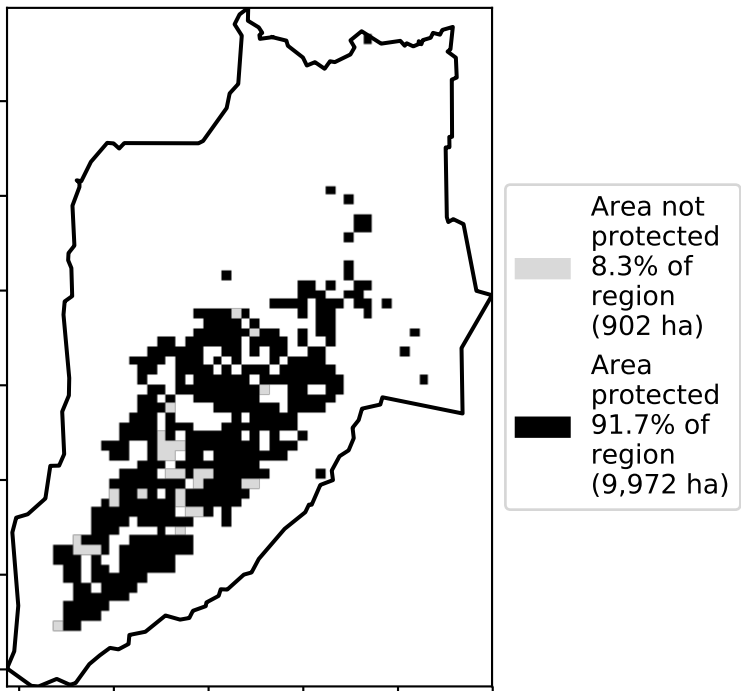 Area not
protected
8.3% of
region
(902 ha)
Area
protected
91.7% of
region
(9,972 ha)